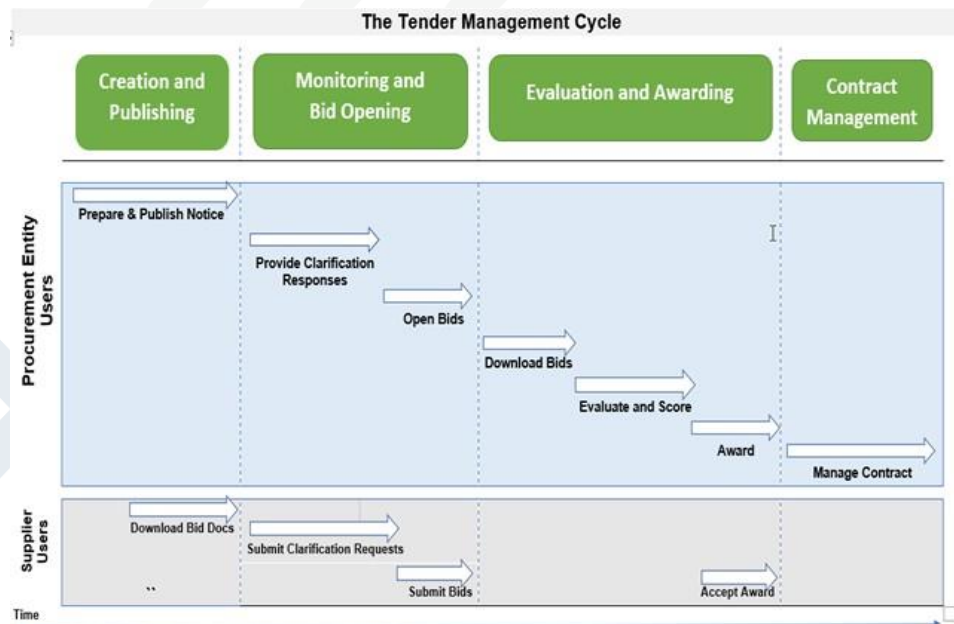 The Tender Management Cycle
Creation and
Publishing
Monitoring and
Bid Opening
Evaluation and Awarding
Contract
Management
Procurement Entity
Users
Prepare & Publish Notice
Provide Clarification
Responses
Open Bids
Download Bids
Evaluate and Score
Award
Manage Contract
Supplier
Users
Download Bid Docs
Submit Clarification Requests
Submit Bids
Accept Award
Time